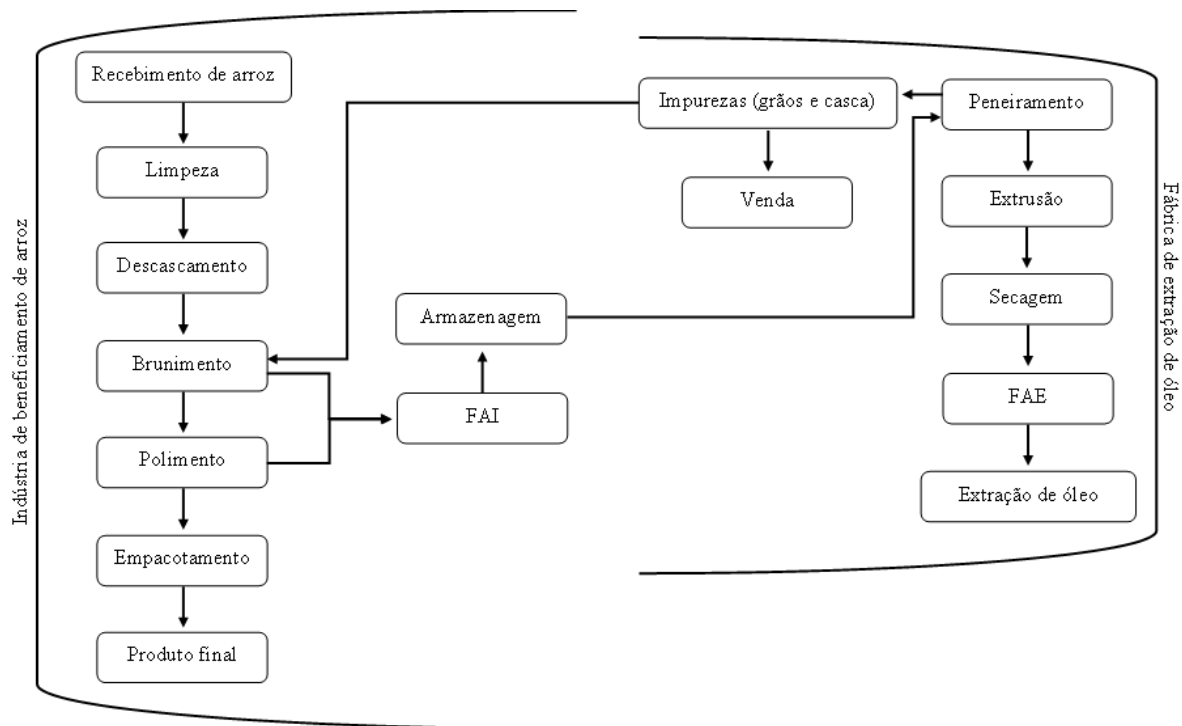 Indústria de beneficiamento de arroz
Recebimento de arroz
Limpeza
Descascamento
Brunimento
Polimento
Empacotamento
Produto final
Armazenagem
FAI
Impurezas (grãos e casca)
Venda
Peneiramento
Extrusão
Secagem
FAE
Extração de óleo
Fábrica de extração de óleo